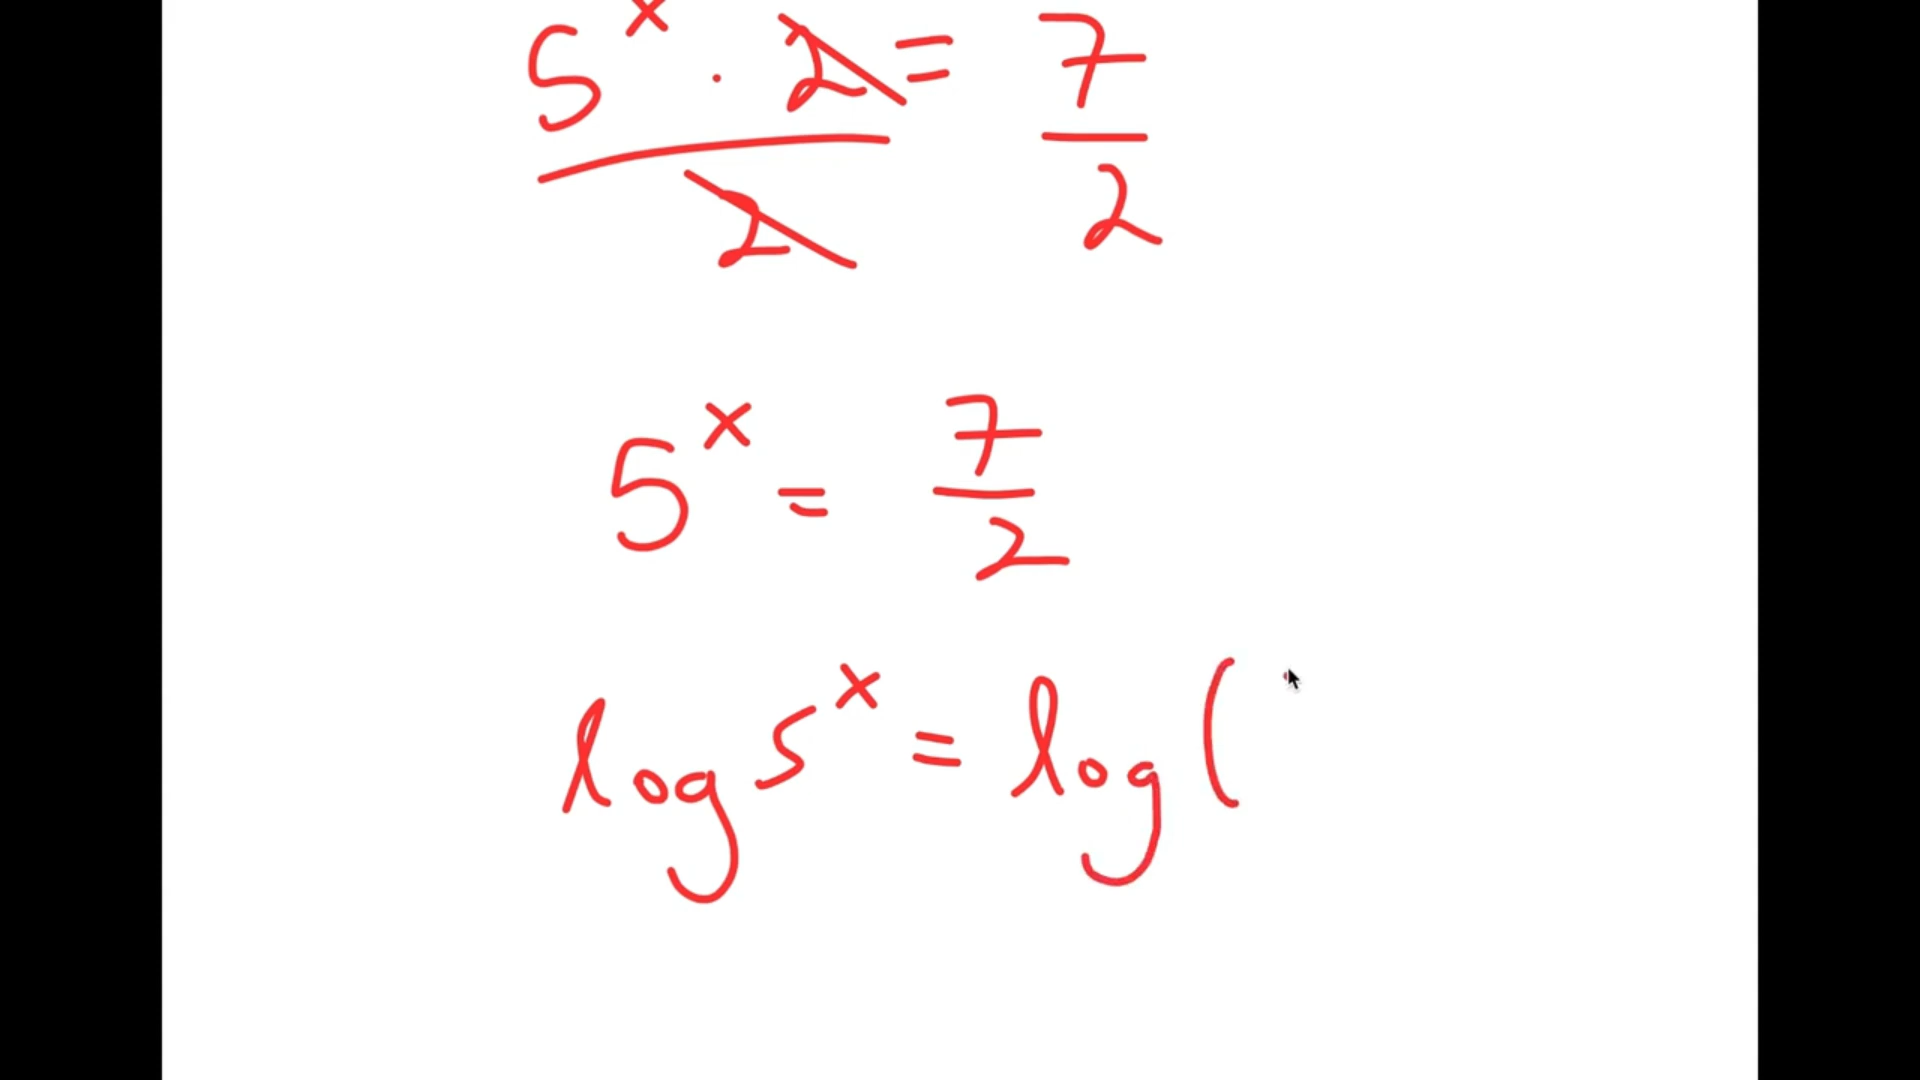 5^x · 2 / 2 = 7/2
5^x = 7/2
log 5^x = log (